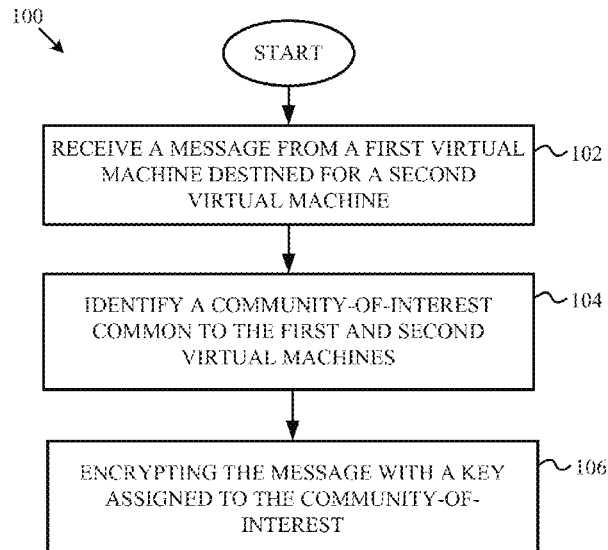 100
START
RECEIVE A MESSAGE FROM A FIRST VIRTUAL
MACHINE DESTINED FOR A SECOND
VIRTUAL MACHINE
102
IDENTIFY A COMMUNITY-OF-INTEREST
COMMON TO THE FIRST AND SECOND
VIRTUAL MACHINES
104
ENCRYPTING THE MESSAGE WITH A KEY
ASSIGNED TO THE COMMUNITY-OF-
INTEREST
106